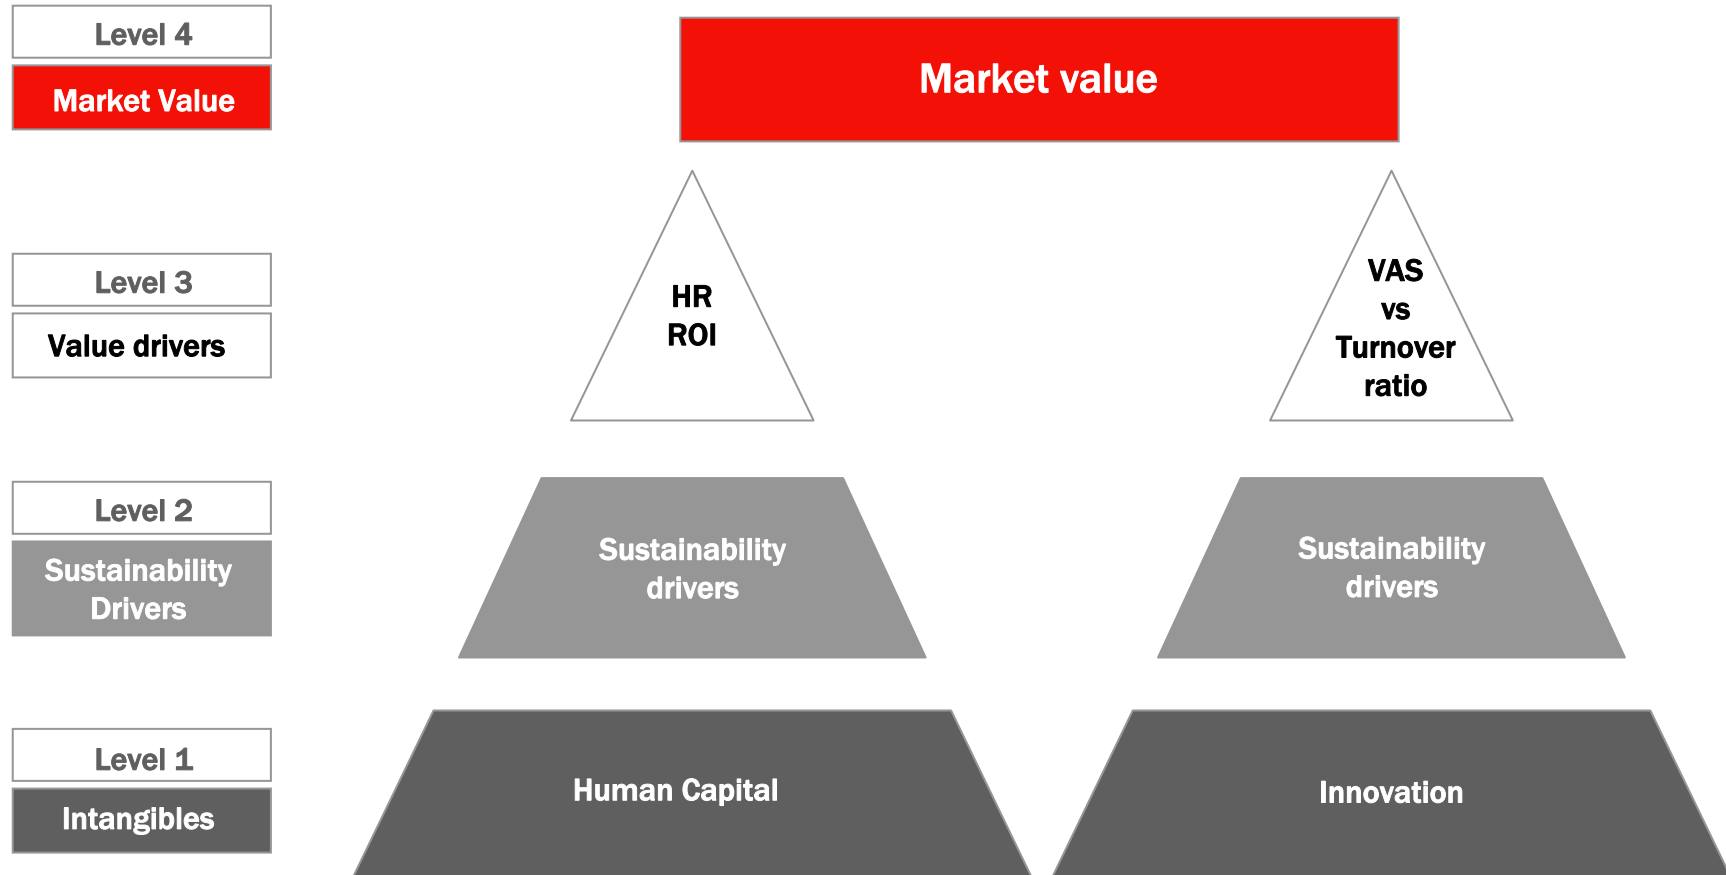 Level 4
Market Value
Market value
Level 3
Value drivers
HR
ROI
VAS
vs
Turnover
ratio
Level 2
Sustainability
Drivers
Sustainability
drivers
Sustainability
drivers
Level 1
Intangibles
Human Capital
Innovation